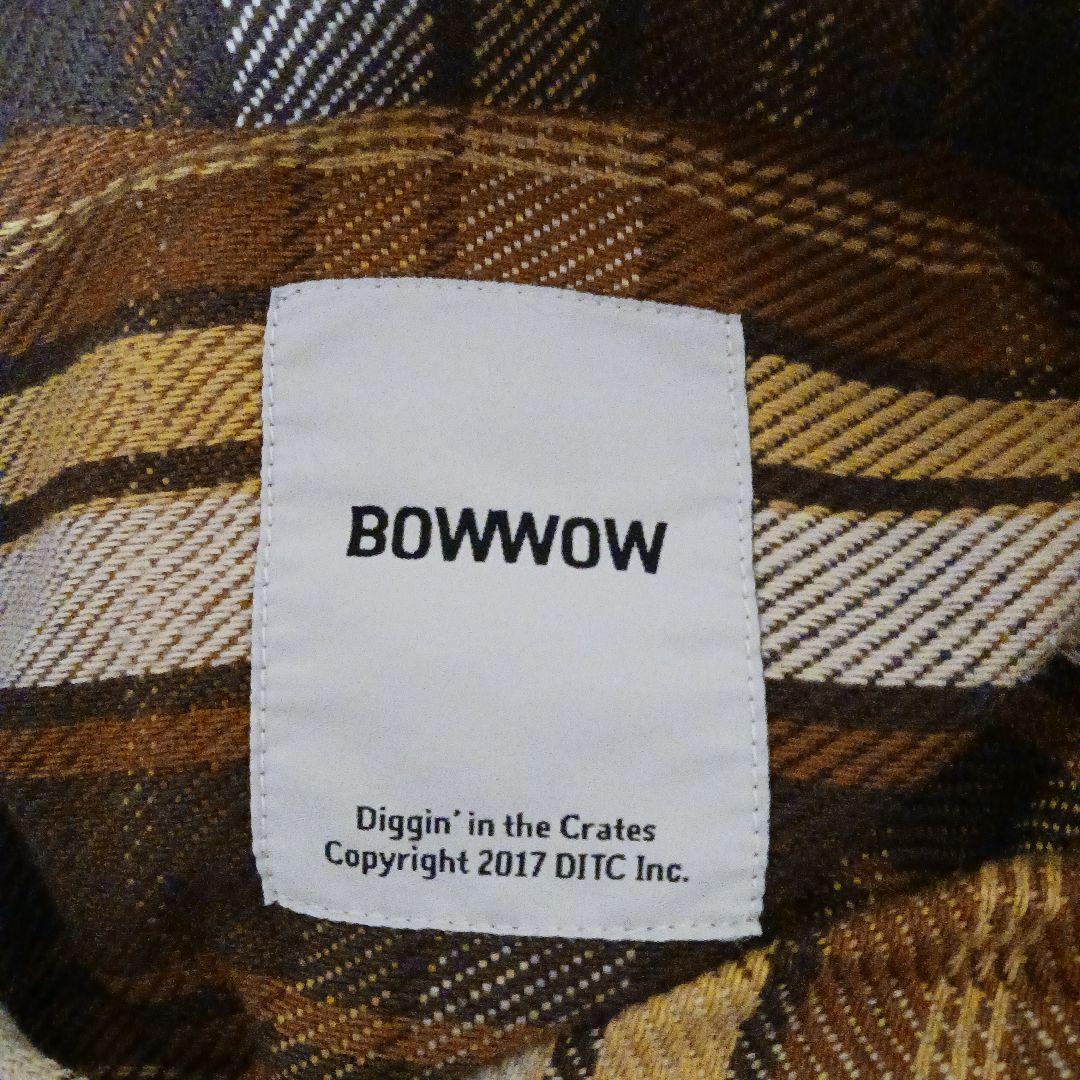 BOWWOW
Diggin' in the Crates
Copyright 2017 DITC Inc.